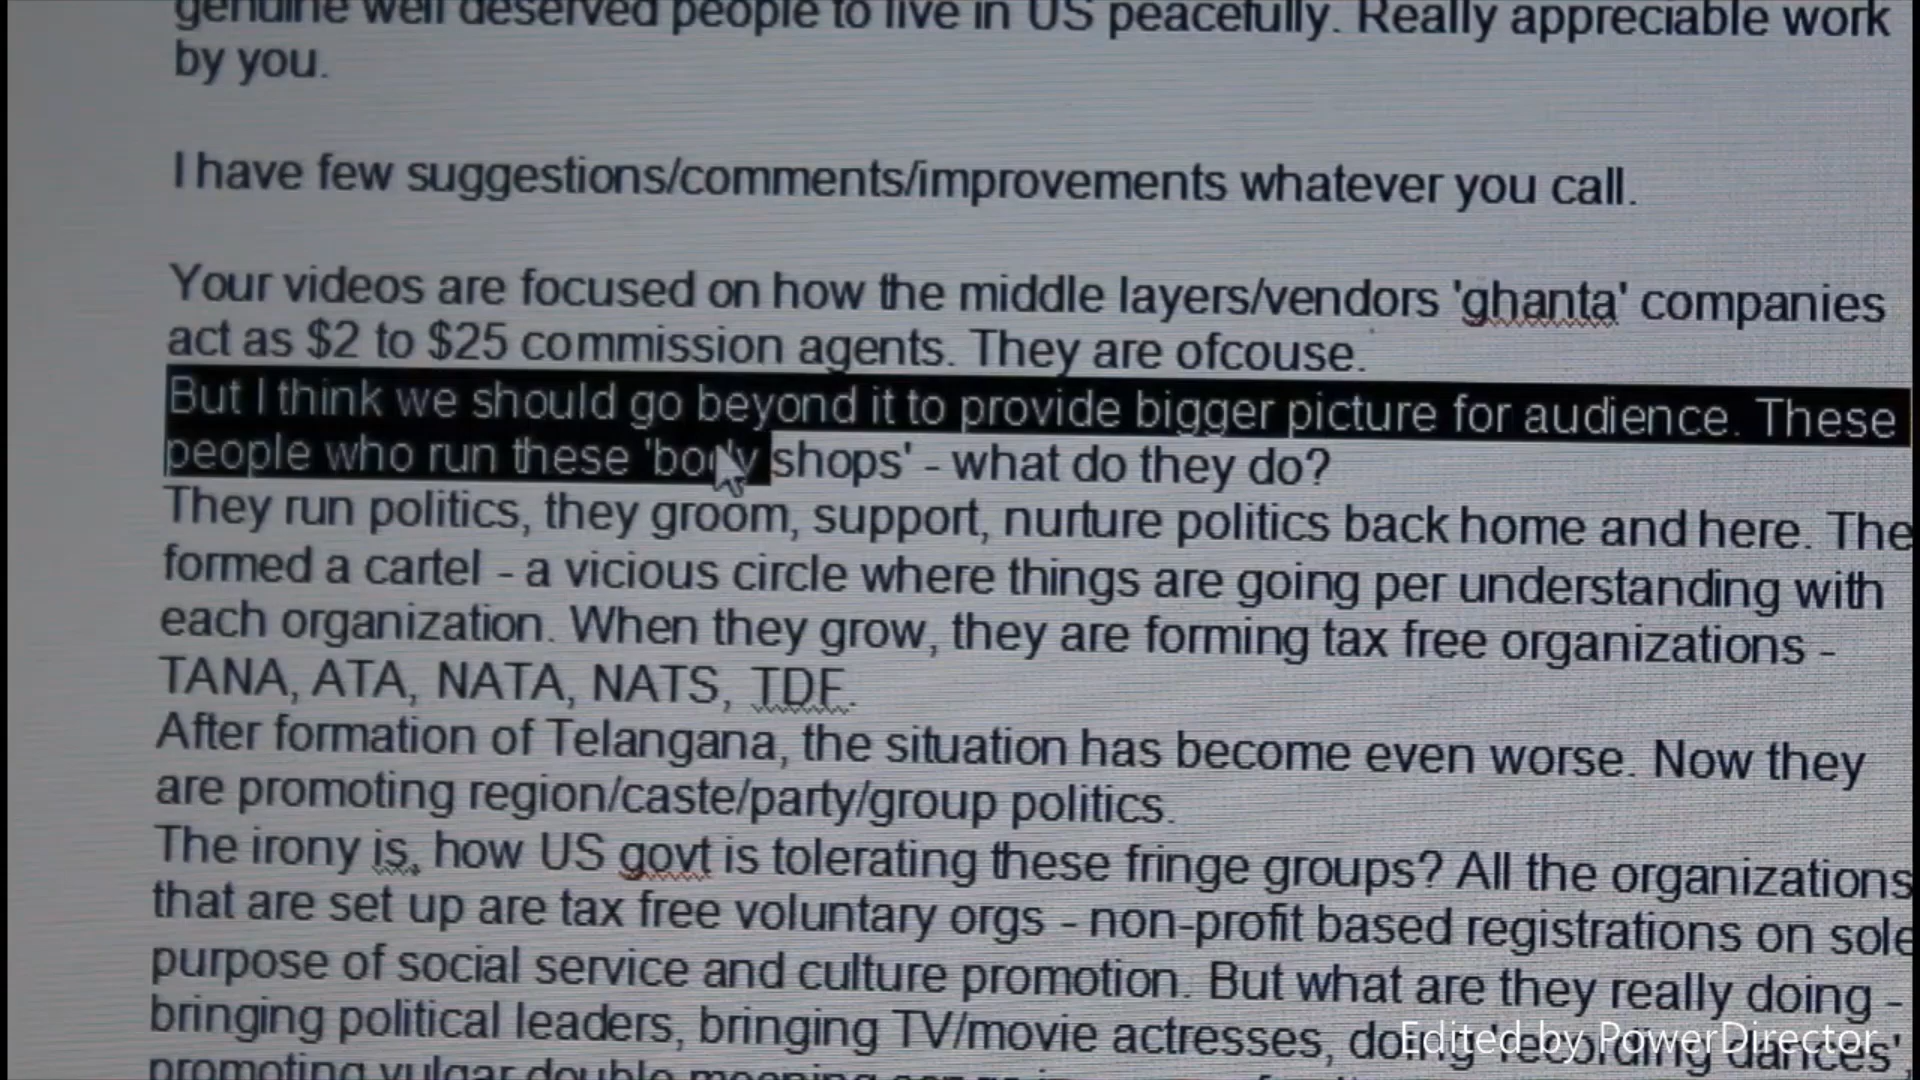 genuine well deserved people to live in US peacefully. Really appreciable work
by you.
I have few suggestions/comments/improvements whatever you call.
Your videos are focused on how the middle layers/vendors 'ghanta' companies
act as $2 to $25 commission agents. They are ofcouse.
But I think we should go beyond it to provide bigger picture for audience. These
people who run these 'body shops' - what do they do?
They run politics, they groom, support, nurture politics back home and here. The
formed a cartel - a vicious circle where things are going per understanding with
each organization. When they grow, they are forming tax free organizations -
TANA, ATA, NATA, NATS, TDF.
After formation of Telangana, the situation has become even worse. Now they
are promoting region/caste/party/group politics.
The irony is, how US govt is tolerating these fringe groups? All the organizations
that are set up are tax free voluntary orgs - non-profit based registrations on sole
purpose of social service and culture promotion. But what are they really doing -
bringing political leaders, bringing TV/movie actresses, doing 'recording dances',
promoting vulgar double meaning
Edited by PowerDirector